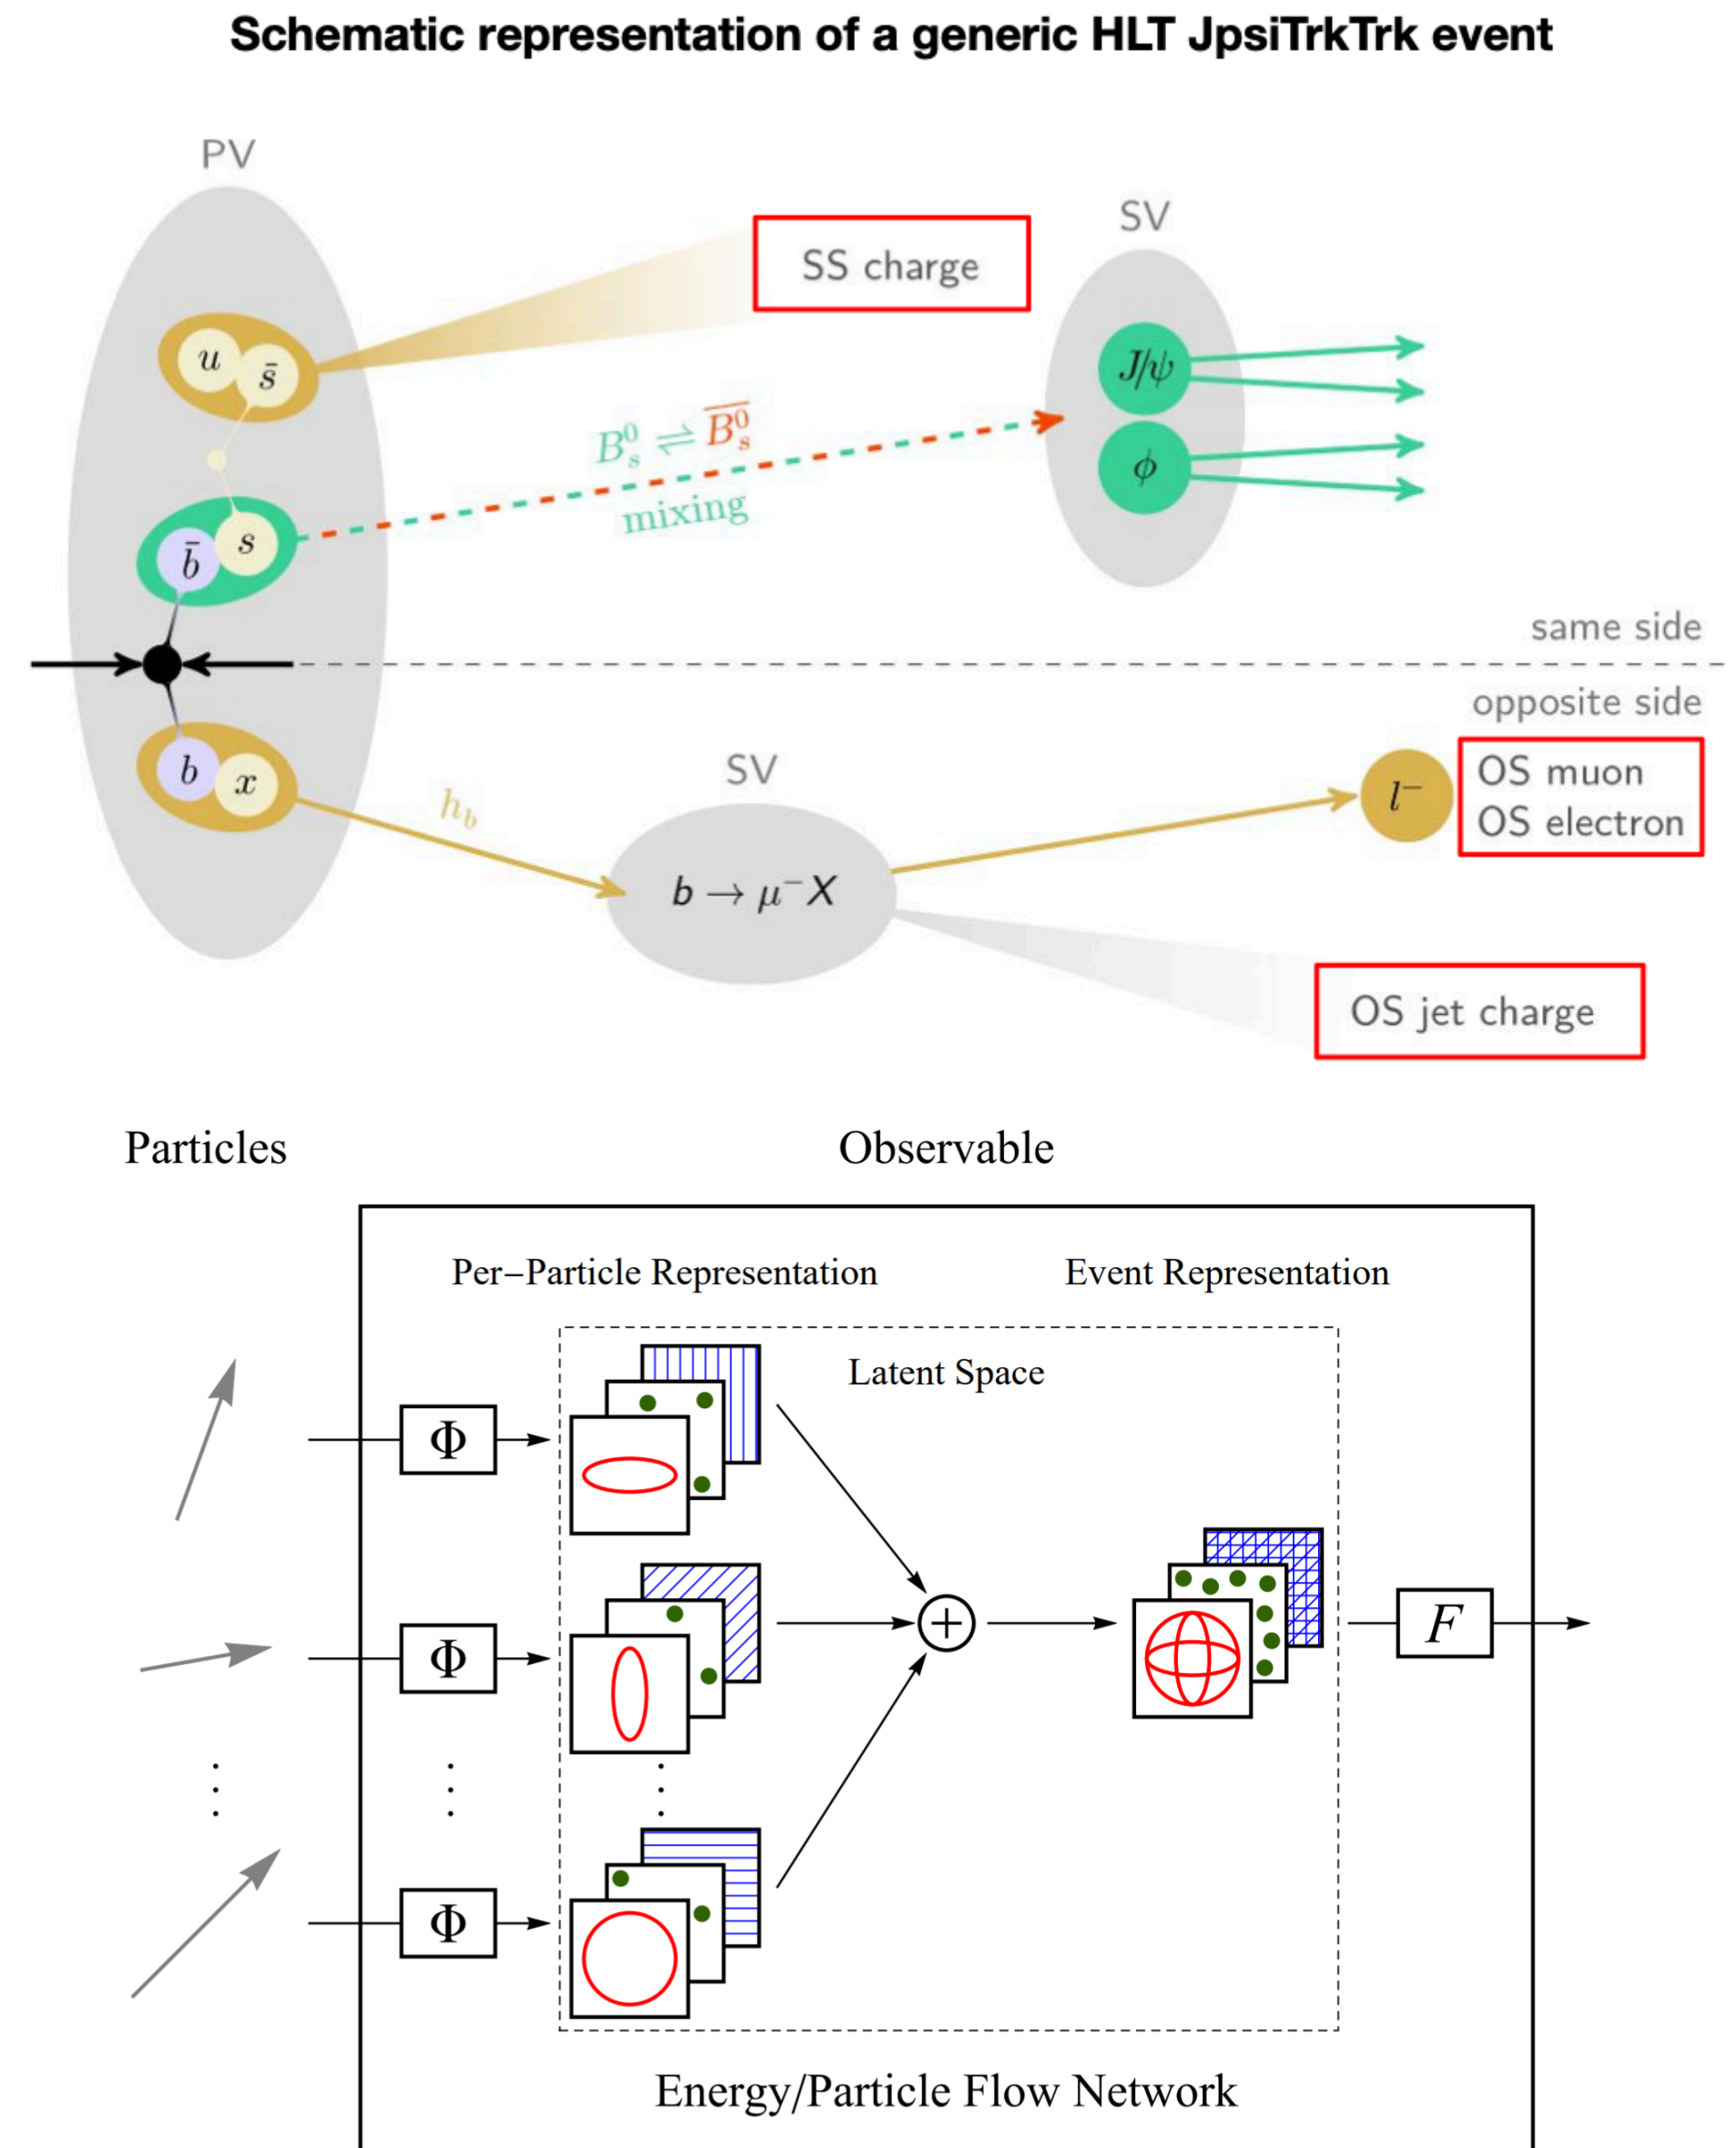 Schematic representation of a generic HLT JpsiTrkTrk event
PV
SV
SS charge
u
s̄
J/ψ
B⁰ₛ ⇌ B̄⁰ₛ
mixing
ϕ
b̄
s
same side
opposite side
b
x
h_b
SV
l⁻
OS muon
OS electron
b → μ⁻X
OS jet charge
Particles
Observable
Per–Particle Representation
Event Representation
Latent Space
Φ
Φ
+
F
Φ
Energy/Particle Flow Network